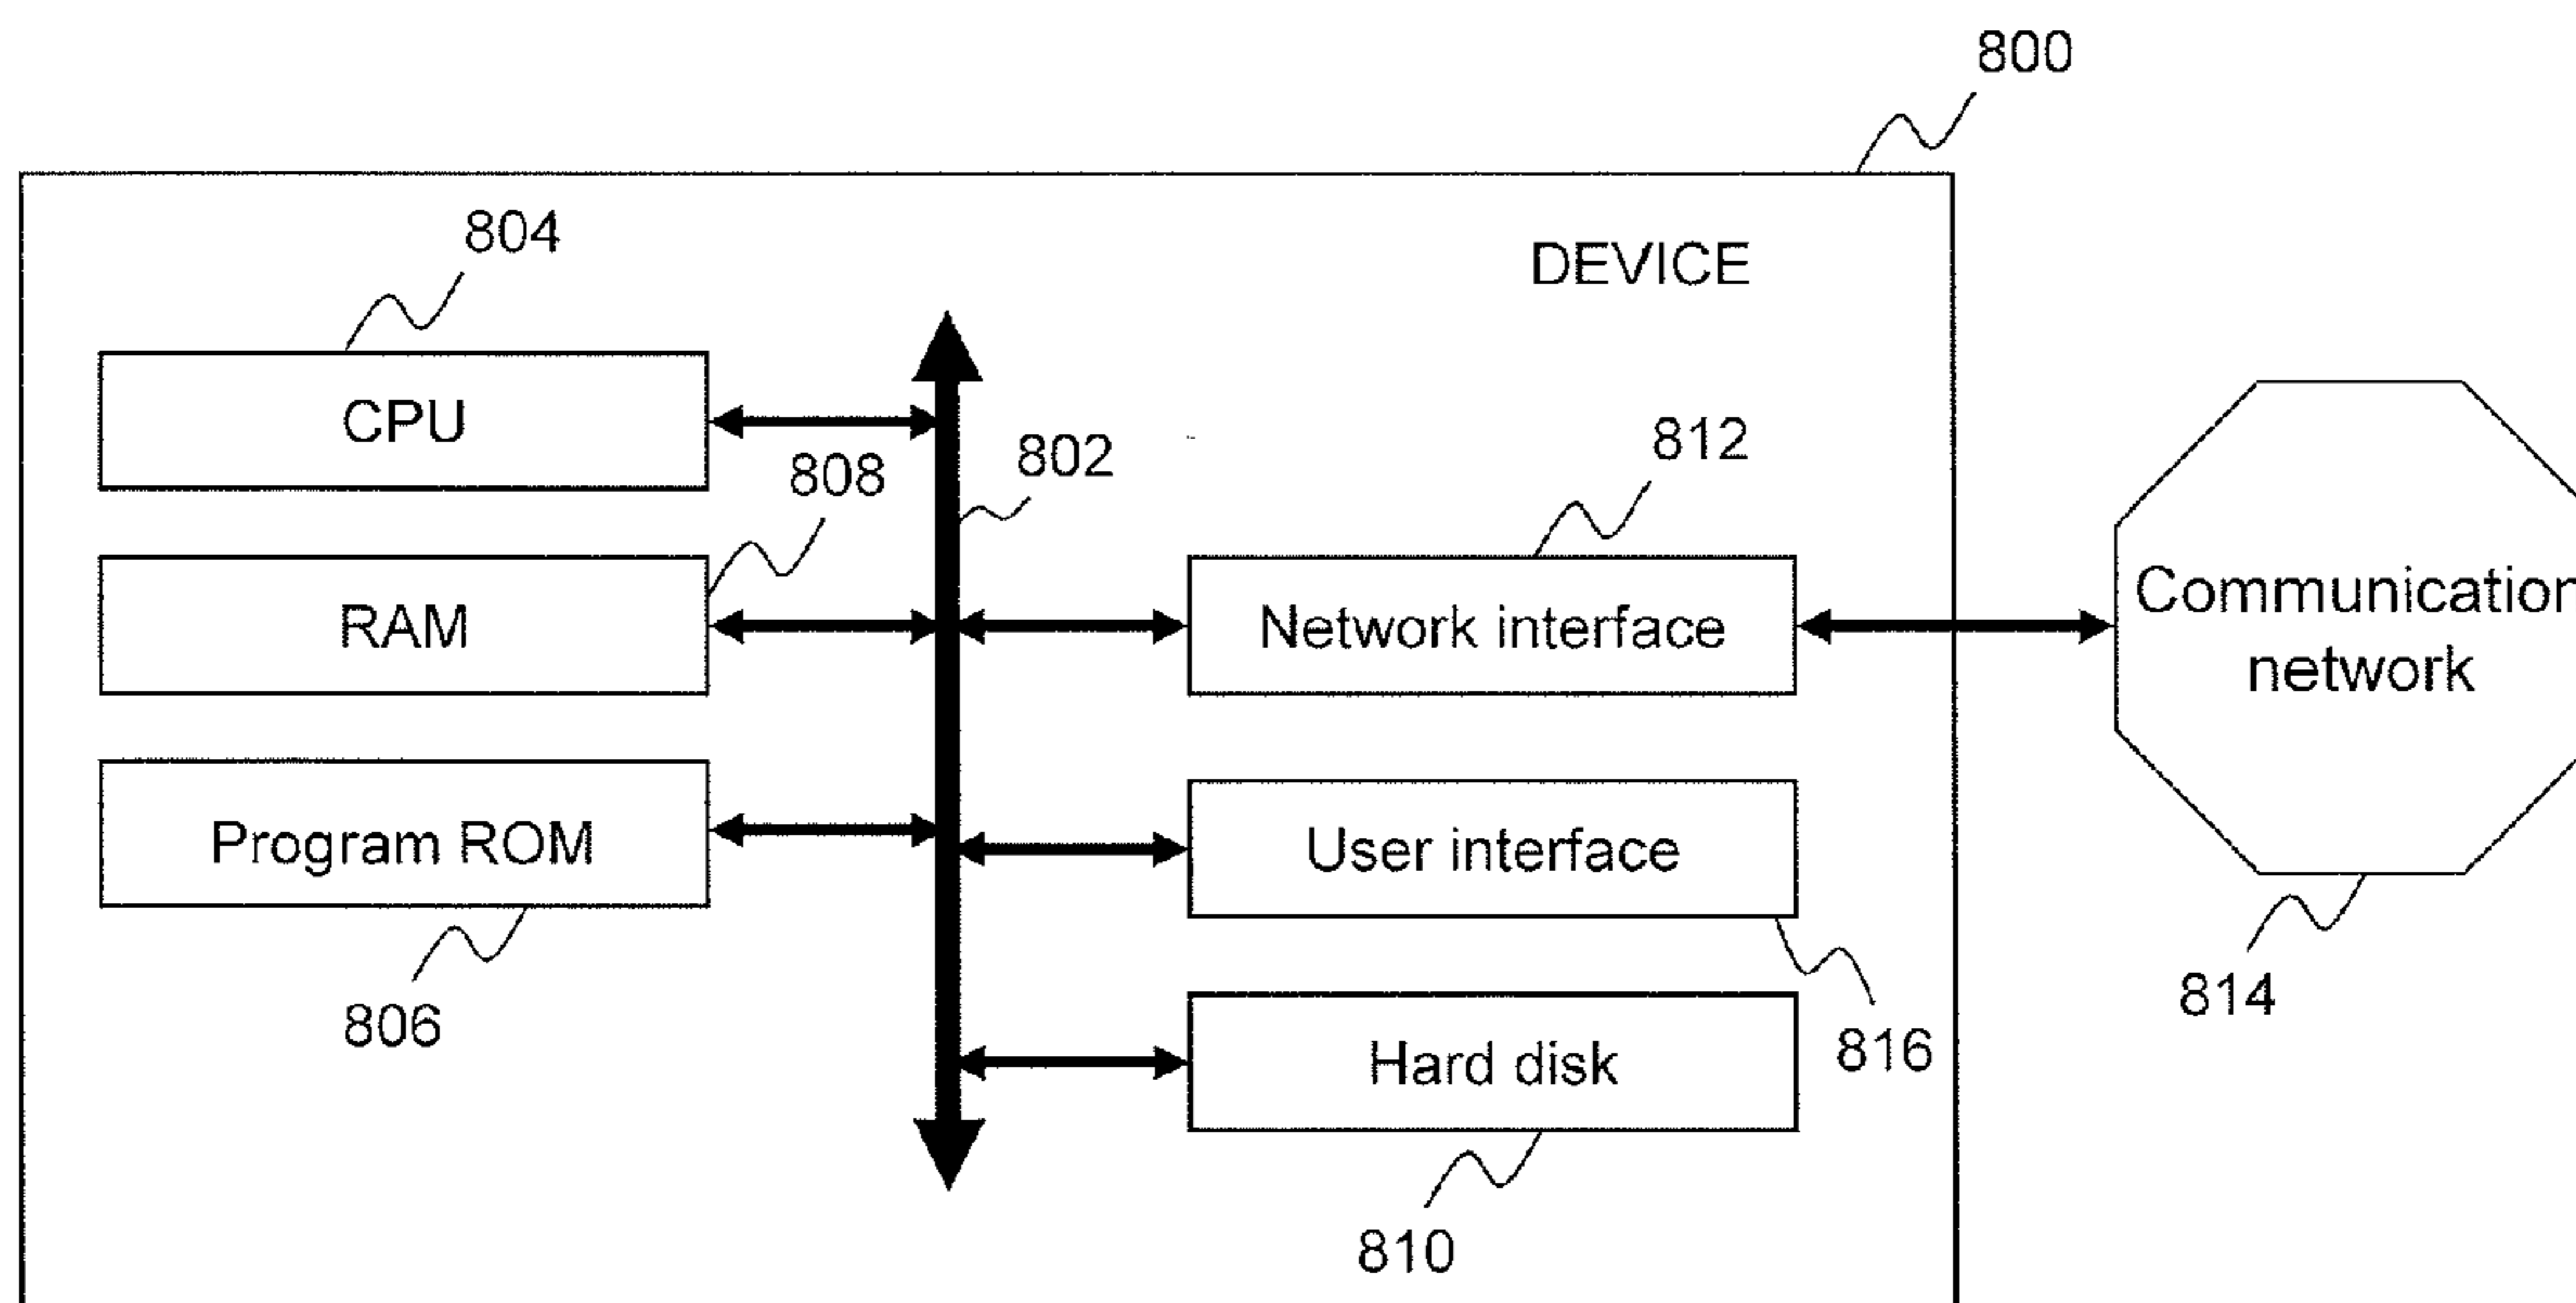 800
804
DEVICE
CPU
808
802
812
RAM
Network interface
Communication
network
Program ROM
User interface
806
816
814
Hard disk
810